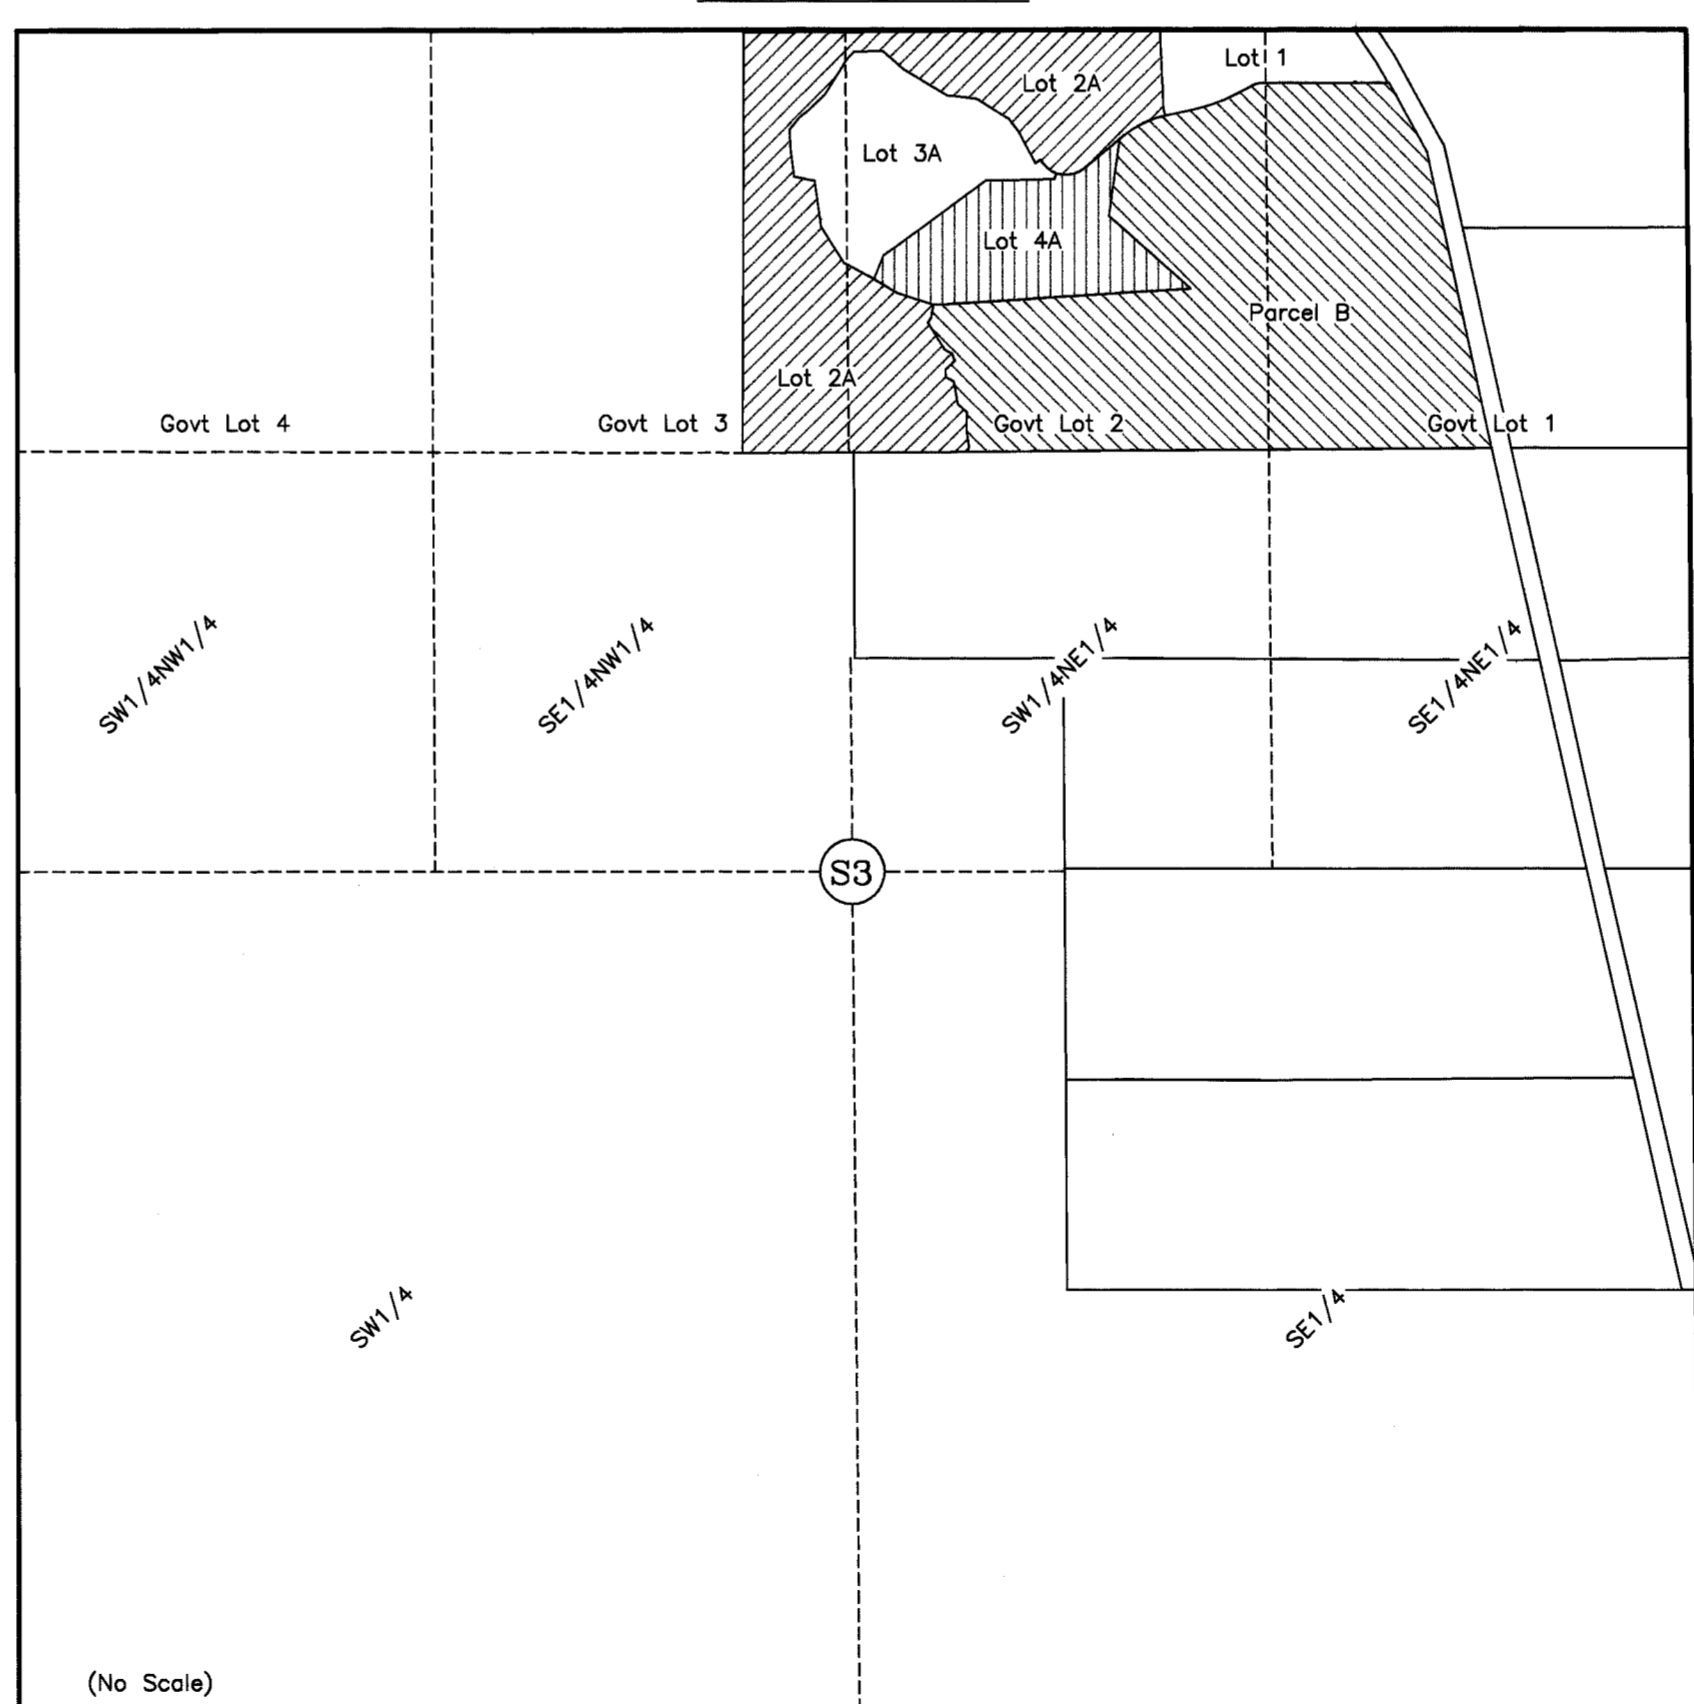 Lot 1
Lot 2A
Lot 3A
Lot 4A
Parcel B
Lot 2A
Govt Lot 4
Govt Lot 3
Govt Lot 2
Govt Lot 1
SW1/4NW1/4
SE1/4NW1/4
SW1/4NE1/4
SE1/4NE1/4
S3
SW1/4
SE1/4
(No Scale)